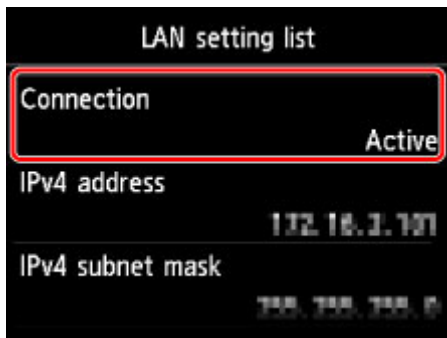 LAN setting list
Connection
Active
IPv4 address
IPv4 subnet mask